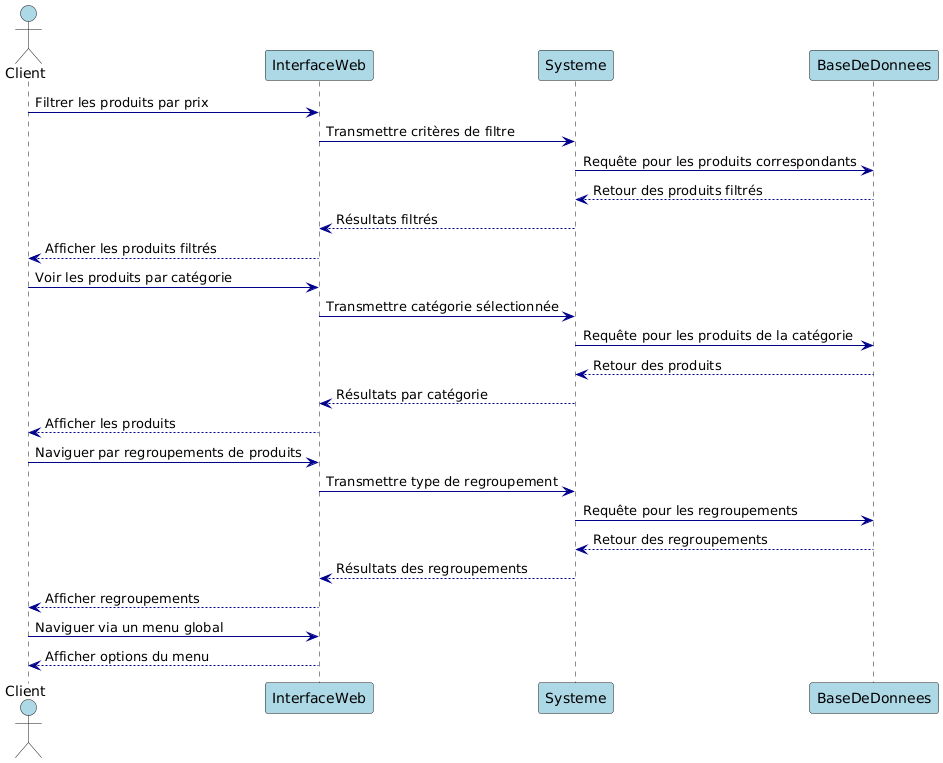 Client
InterfaceWeb
Systeme
BaseDeDonnees
Filtrer les produits par prix
Transmettre critères de filtre
Requête pour les produits correspondants
Retour des produits filtrés
Résultats filtrés
Afficher les produits filtrés
Voir les produits par catégorie
Transmettre catégorie sélectionnée
Requête pour les produits de la catégorie
Retour des produits
Résultats par catégorie
Afficher les produits
Naviguer par regroupements de produits
Transmettre type de regroupement
Requête pour les regroupements
Retour des regroupements
Résultats des regroupements
Afficher regroupements
Naviguer via un menu global
Afficher options du menu
Client
InterfaceWeb
Systeme
BaseDeDonnees